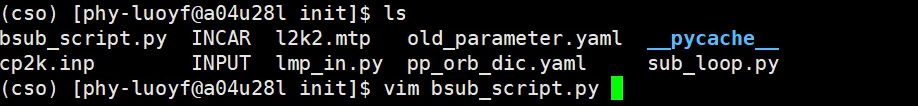 (cso) [phy-luoyf@a04u28l init]$ ls
bsub_script.py  INCAR  l2k2.mtp   old_parameter.yaml  __pycache__
cp2k.inp        INPUT  lmp_in.py  pp_orb_dic.yaml     sub_loop.py
(cso) [phy-luoyf@a04u28l init]$ vim bsub_script.py